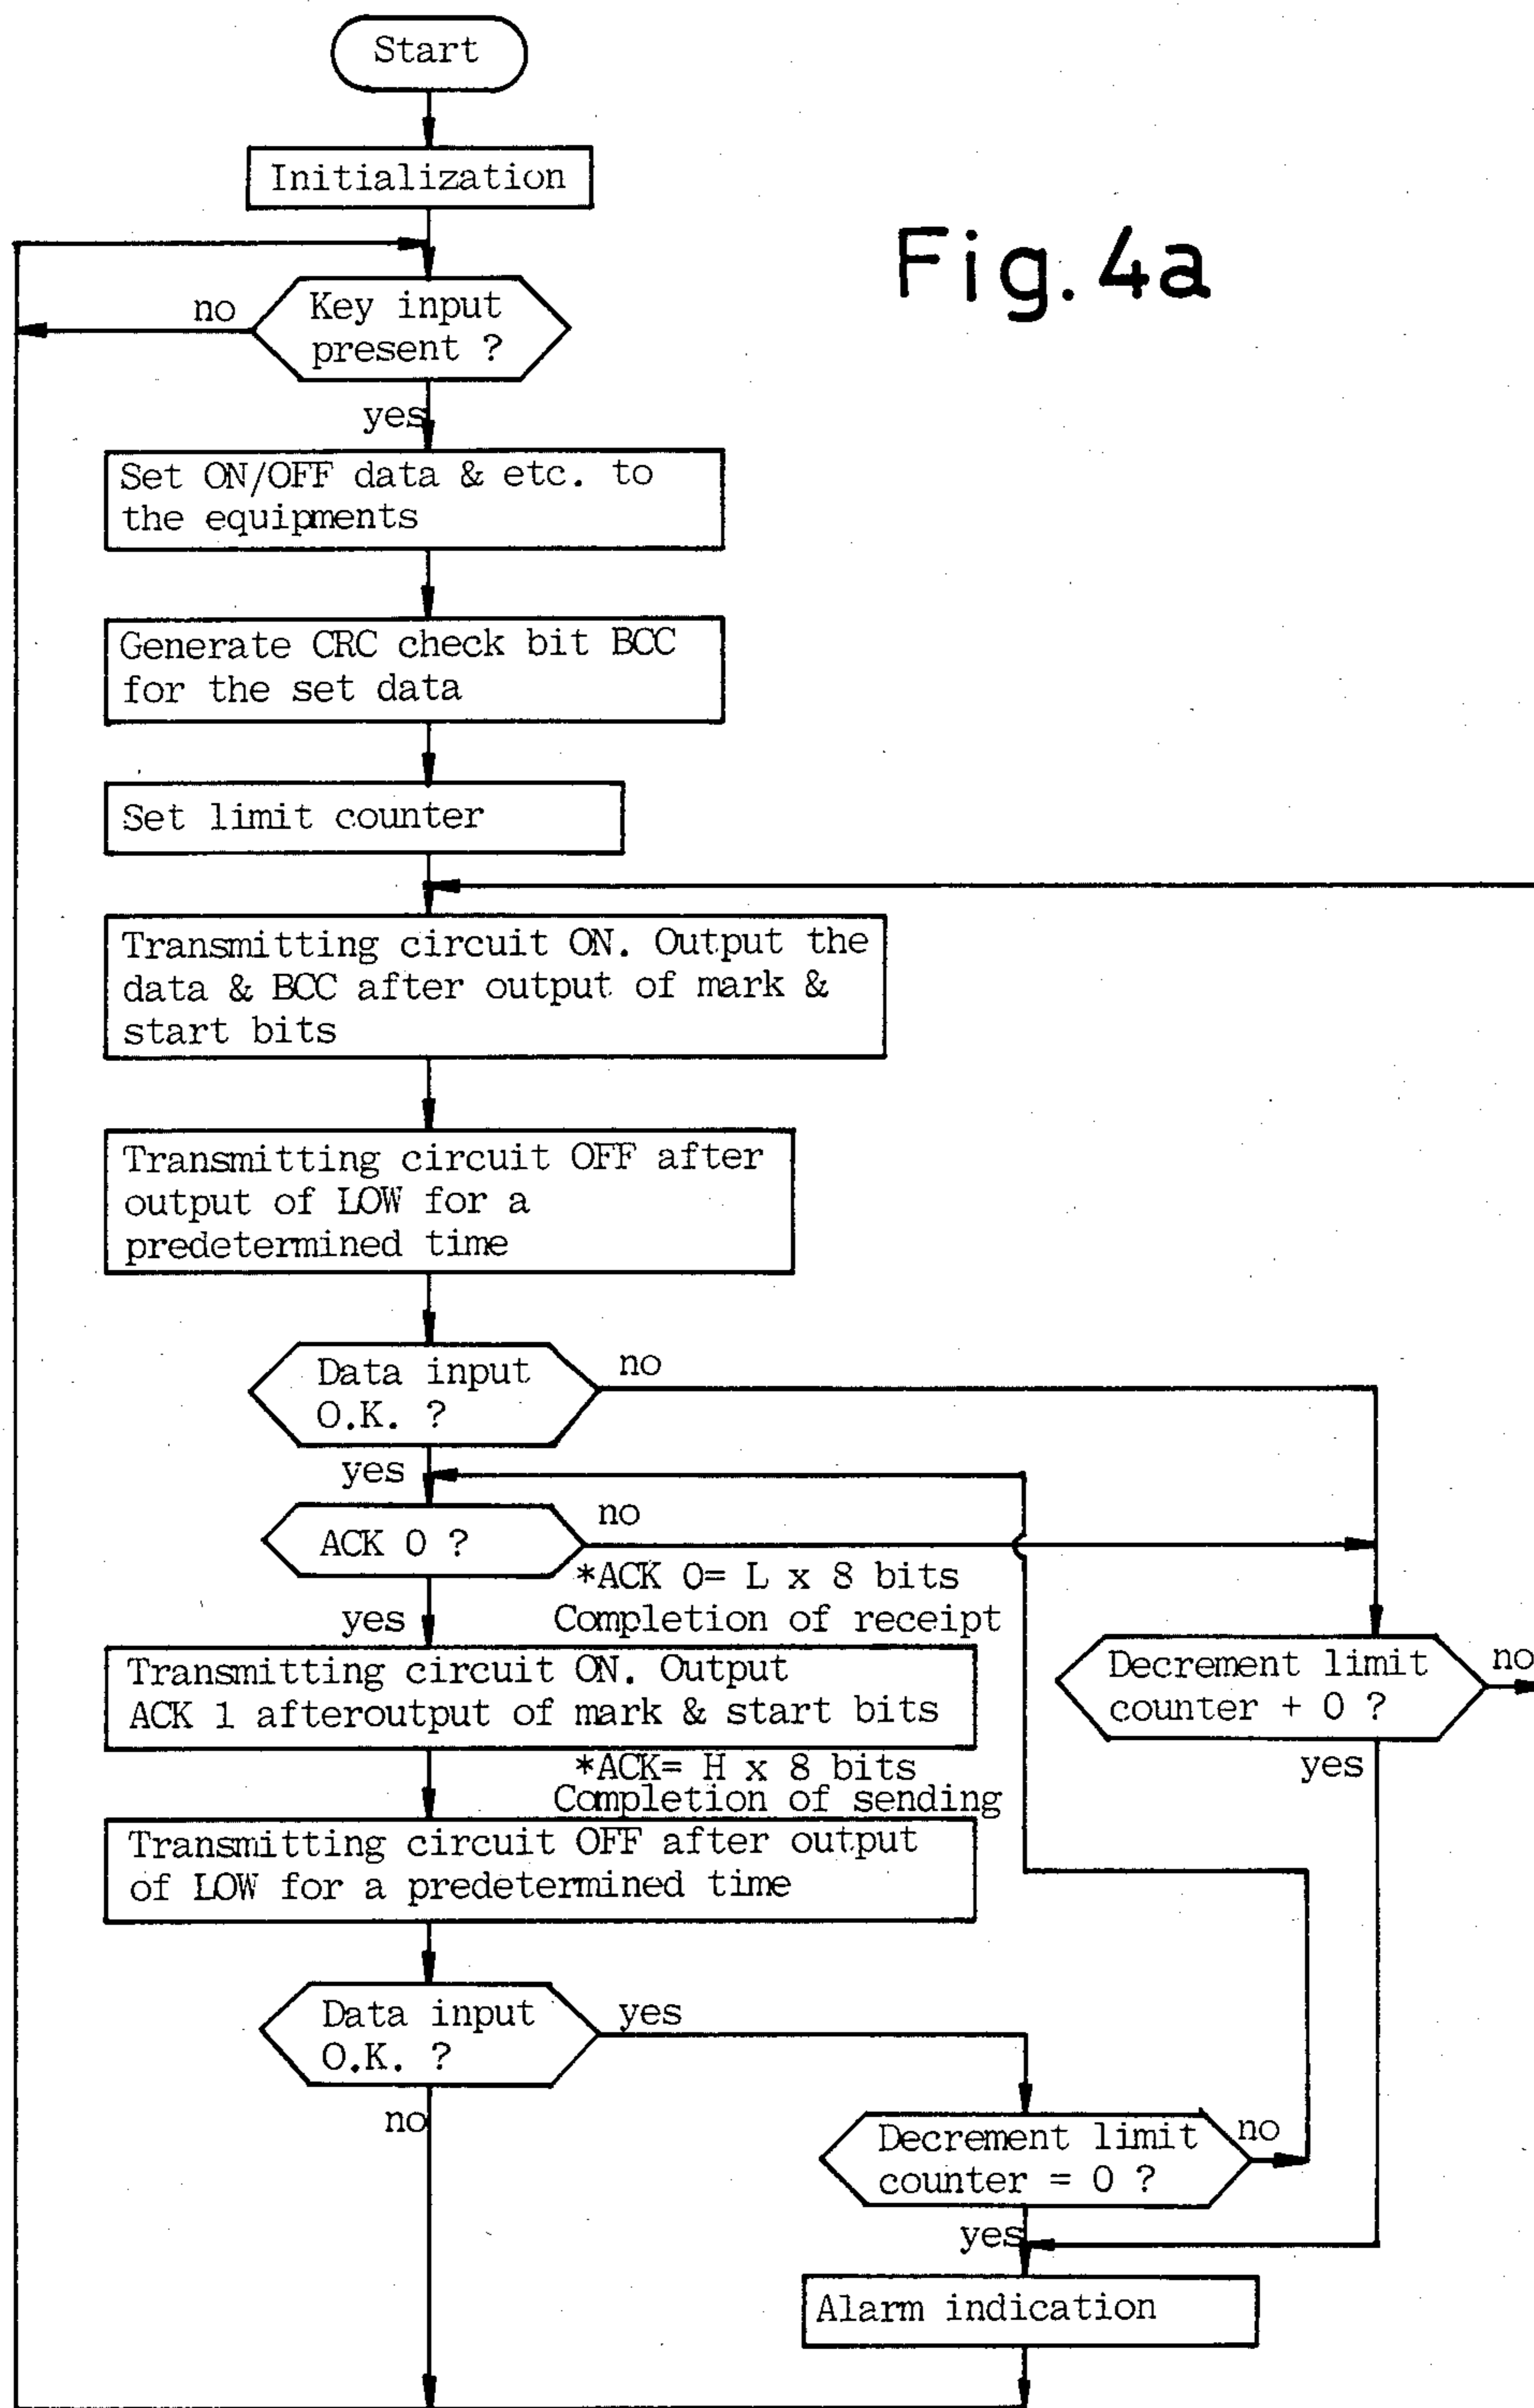 Start
Initialization
Fig. 4a
no
Key input
present ?
yes
Set ON/OFF data & etc. to
the equipments
Generate CRC check bit BCC
for the set data
Set limit counter
Transmitting circuit ON. Output the
data & BCC after output of mark &
start bits
Transmitting circuit OFF after
output of LOW for a
predetermined time
Data input
O.K. ?
no
yes
ACK 0 ?
no
*ACK 0= L x 8 bits
Completion of receipt
yes
Transmitting circuit ON. Output
ACK 1 afteroutput of mark & start bits
Decrement limit
counter + 0 ?
no
yes
*ACK= H x 8 bits
Completion of sending
Transmitting circuit OFF after output
of LOW for a predetermined time
Data input
O.K. ?
yes
no
Decrement limit
counter = 0 ?
no
yes
Alarm indication